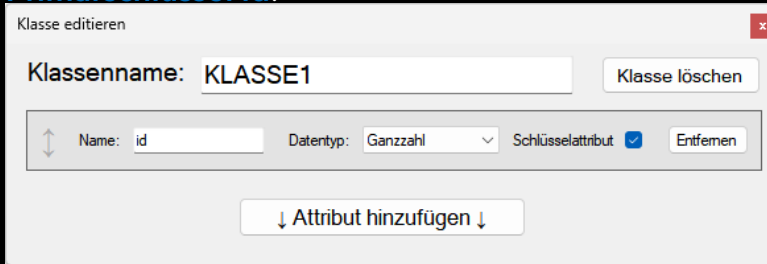 Klasse editieren
x
Klassenname: KLASSE1 Klasse löschen
↕ Name: id Datentyp: Ganzzahl Schlüsselattribut Entfernen
↓ Attribut hinzufügen ↓